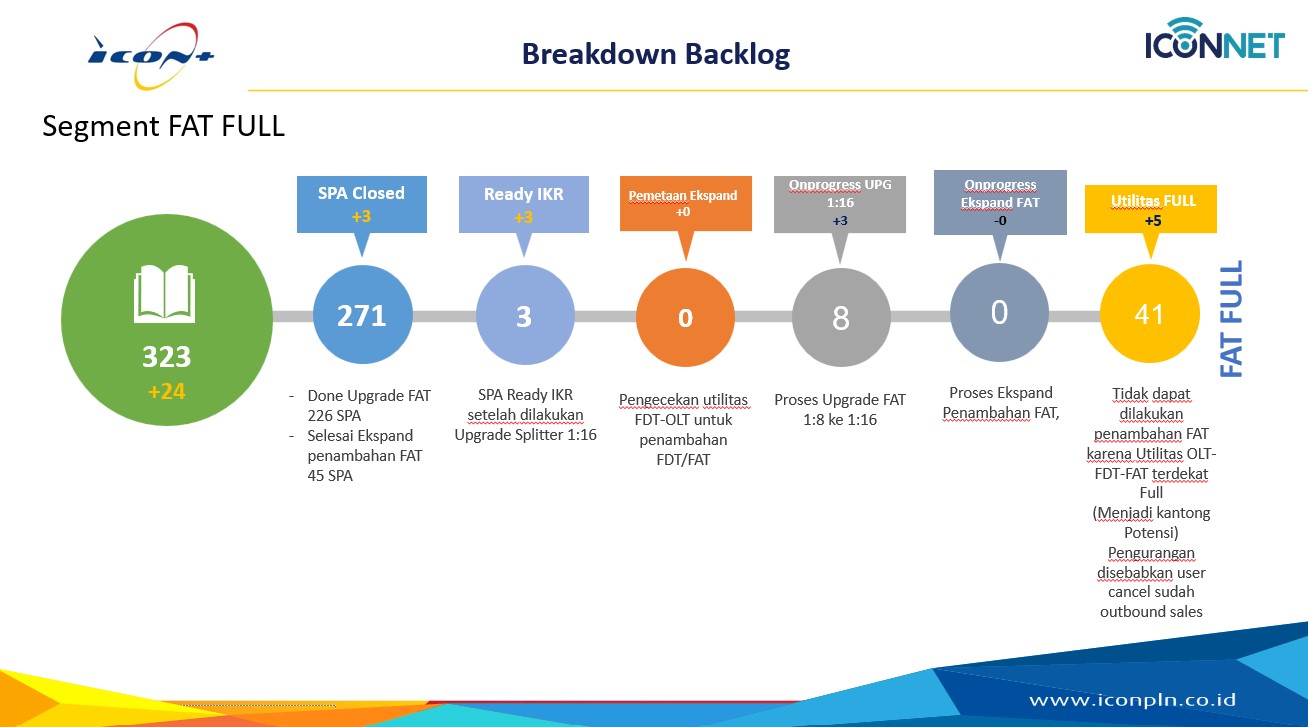 icon+
Breakdown Backlog
ICONNET
Segment FAT FULL
SPA Closed
+3
Ready IKR
+3
Pemetaan Ekspand
+0
Onprogress UPG
1:16
+3
Onprogress
Ekspand FAT
-0
Utilitas FULL
+5
323
+24
271
3
0
8
0
41
FAT FULL
- Done Upgrade FAT
226 SPA
- Selesai Ekspand
penambahan FAT
45 SPA
SPA Ready IKR
setelah dilakukan
Upgrade Splitter 1:16
Pengecekan utilitas
FDT-OLT untuk
penambahan
FDT/FAT
Proses Upgrade FAT
1:8 ke 1:16
Proses Ekspand
Penambahan FAT,
Tidak dapat
dilakukan
penambahan FAT
karena Utilitas OLT-
FDT-FAT terdekat
Full
(Menjadi kantong
Potensi)
Pengurangan
disebabkan user
cancel sudah
outbound sales
www.iconpln.co.id